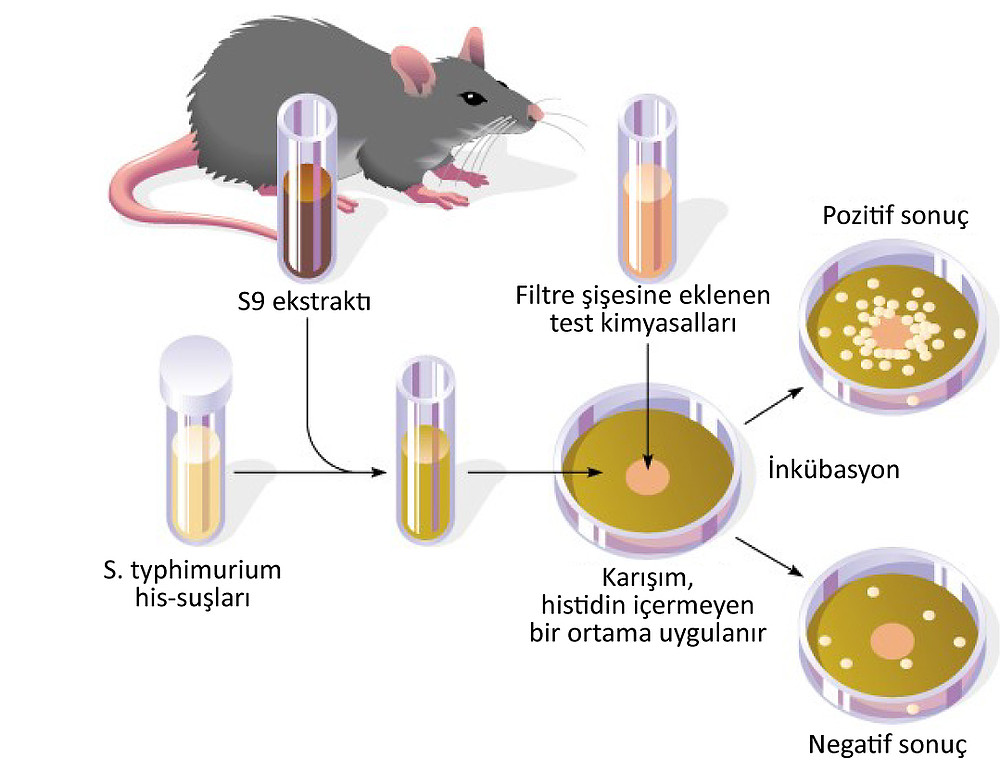 Pozitif sonuç
S9 ekstraktı
Filtre şişesine eklenen
test kimyasalları
İnkübasyon
S. typhimurium
his-suşları
Karışım,
histidin içermeyen
bir ortama uygulanır
Negatif sonuç